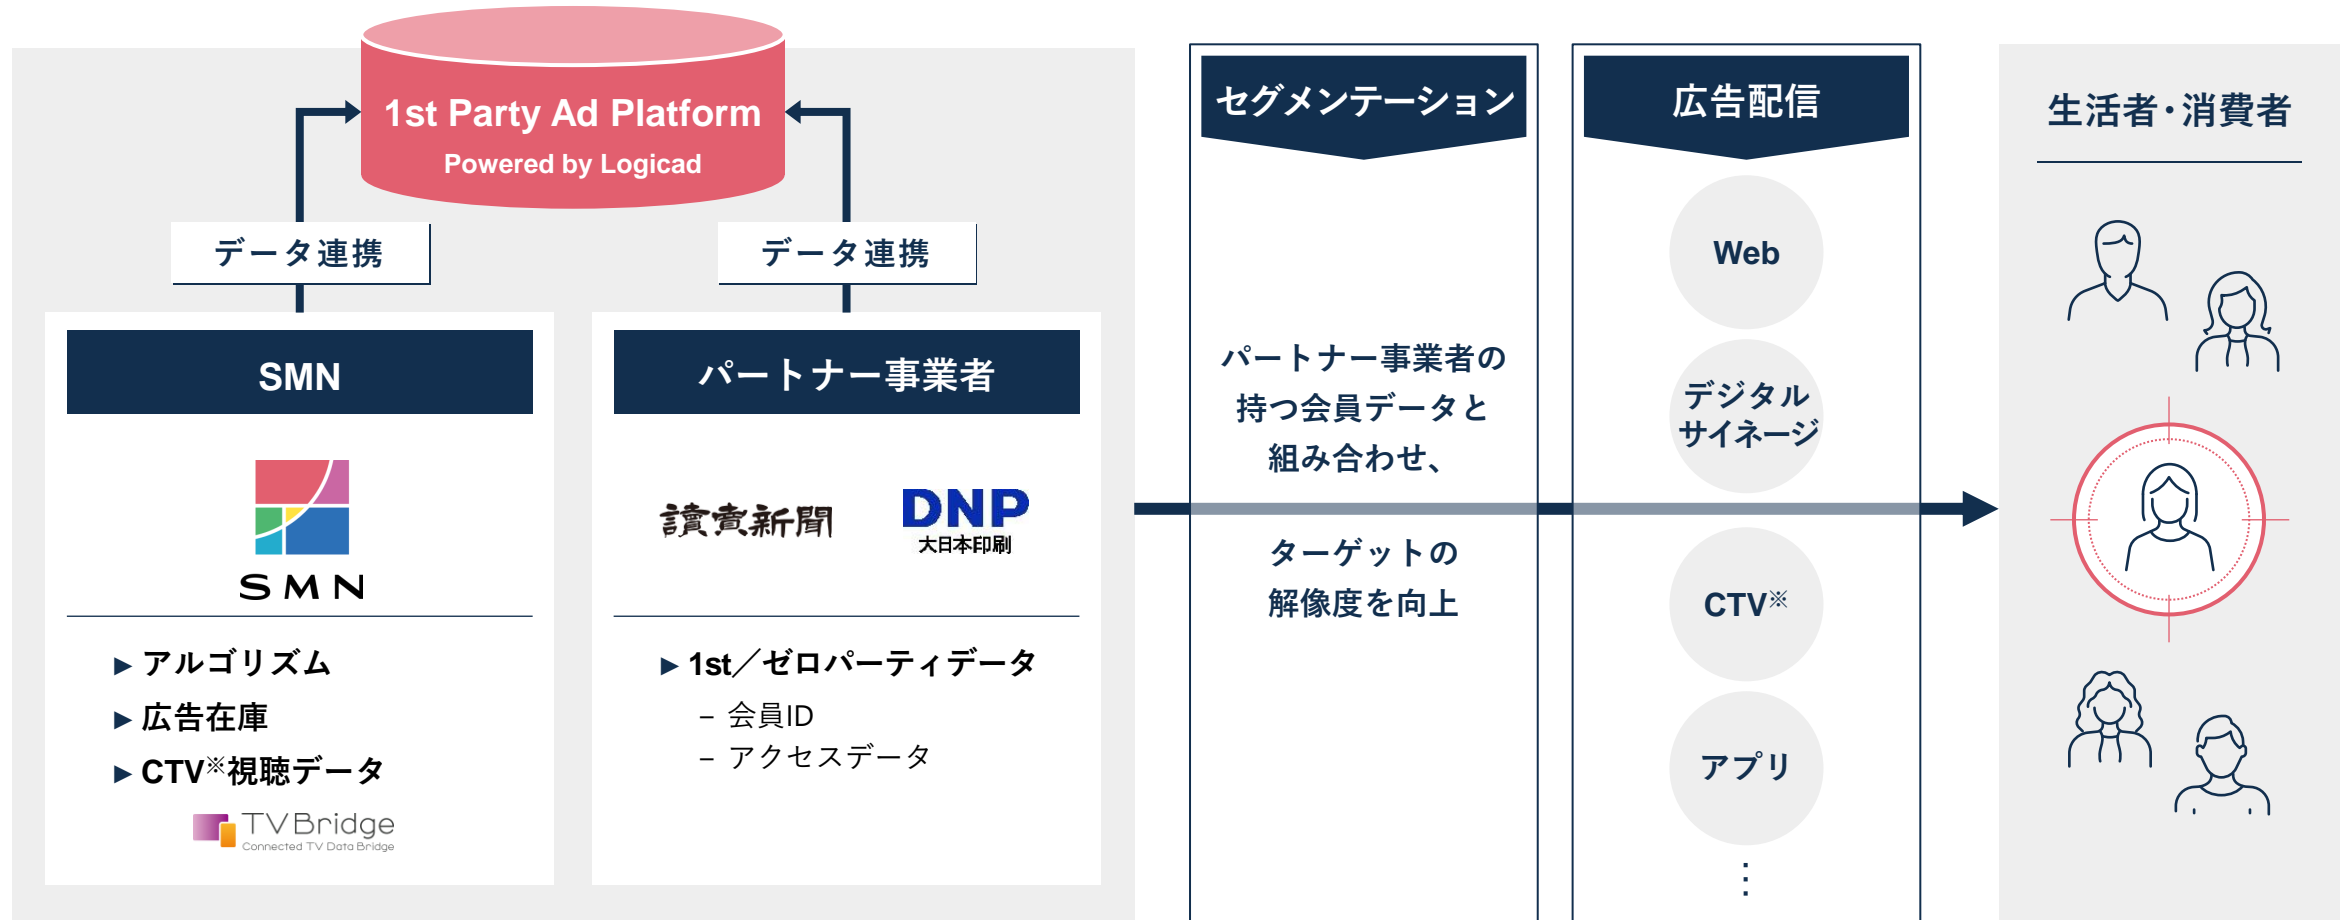 1st Party Ad Platform
Powered by Logicad
データ連携
データ連携
SMN
SMN
▶ アルゴリズム
▶ 広告在庫
▶ CTV※視聴データ
TVBridge
Connected TV Data Bridge
パートナー事業者
讀賣新聞
DNP
大日本印刷
▶ 1st／ゼロパーティデータ
– 会員ID
– アクセスデータ
セグメンテーション
パートナー事業者の
持つ会員データと
組み合わせ、
ターゲットの
解像度を向上
広告配信
Web
デジタル
サイネージ
CTV※
アプリ
⋮
生活者・消費者